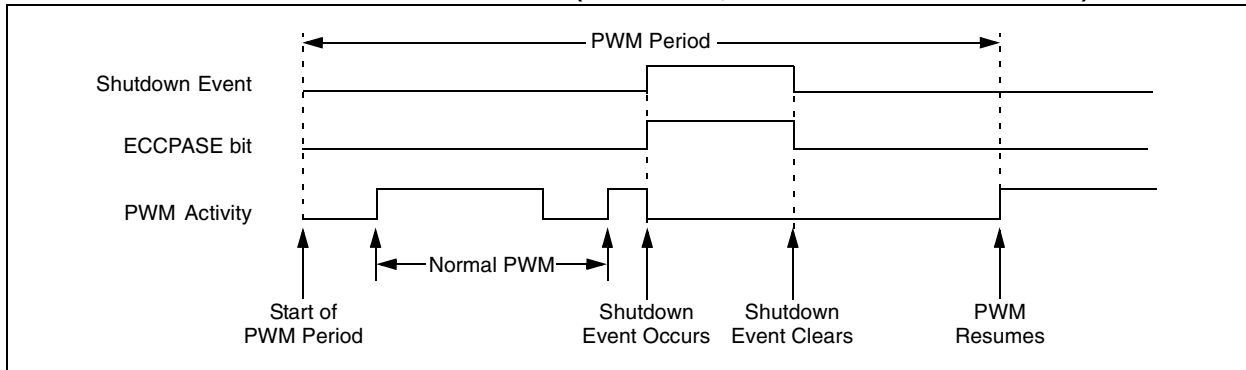 PWM Period
Shutdown Event
ECCPASE bit
PWM Activity
Normal PWM
Start of
PWM Period
Shutdown
Event Occurs
Shutdown
Event Clears
PWM
Resumes